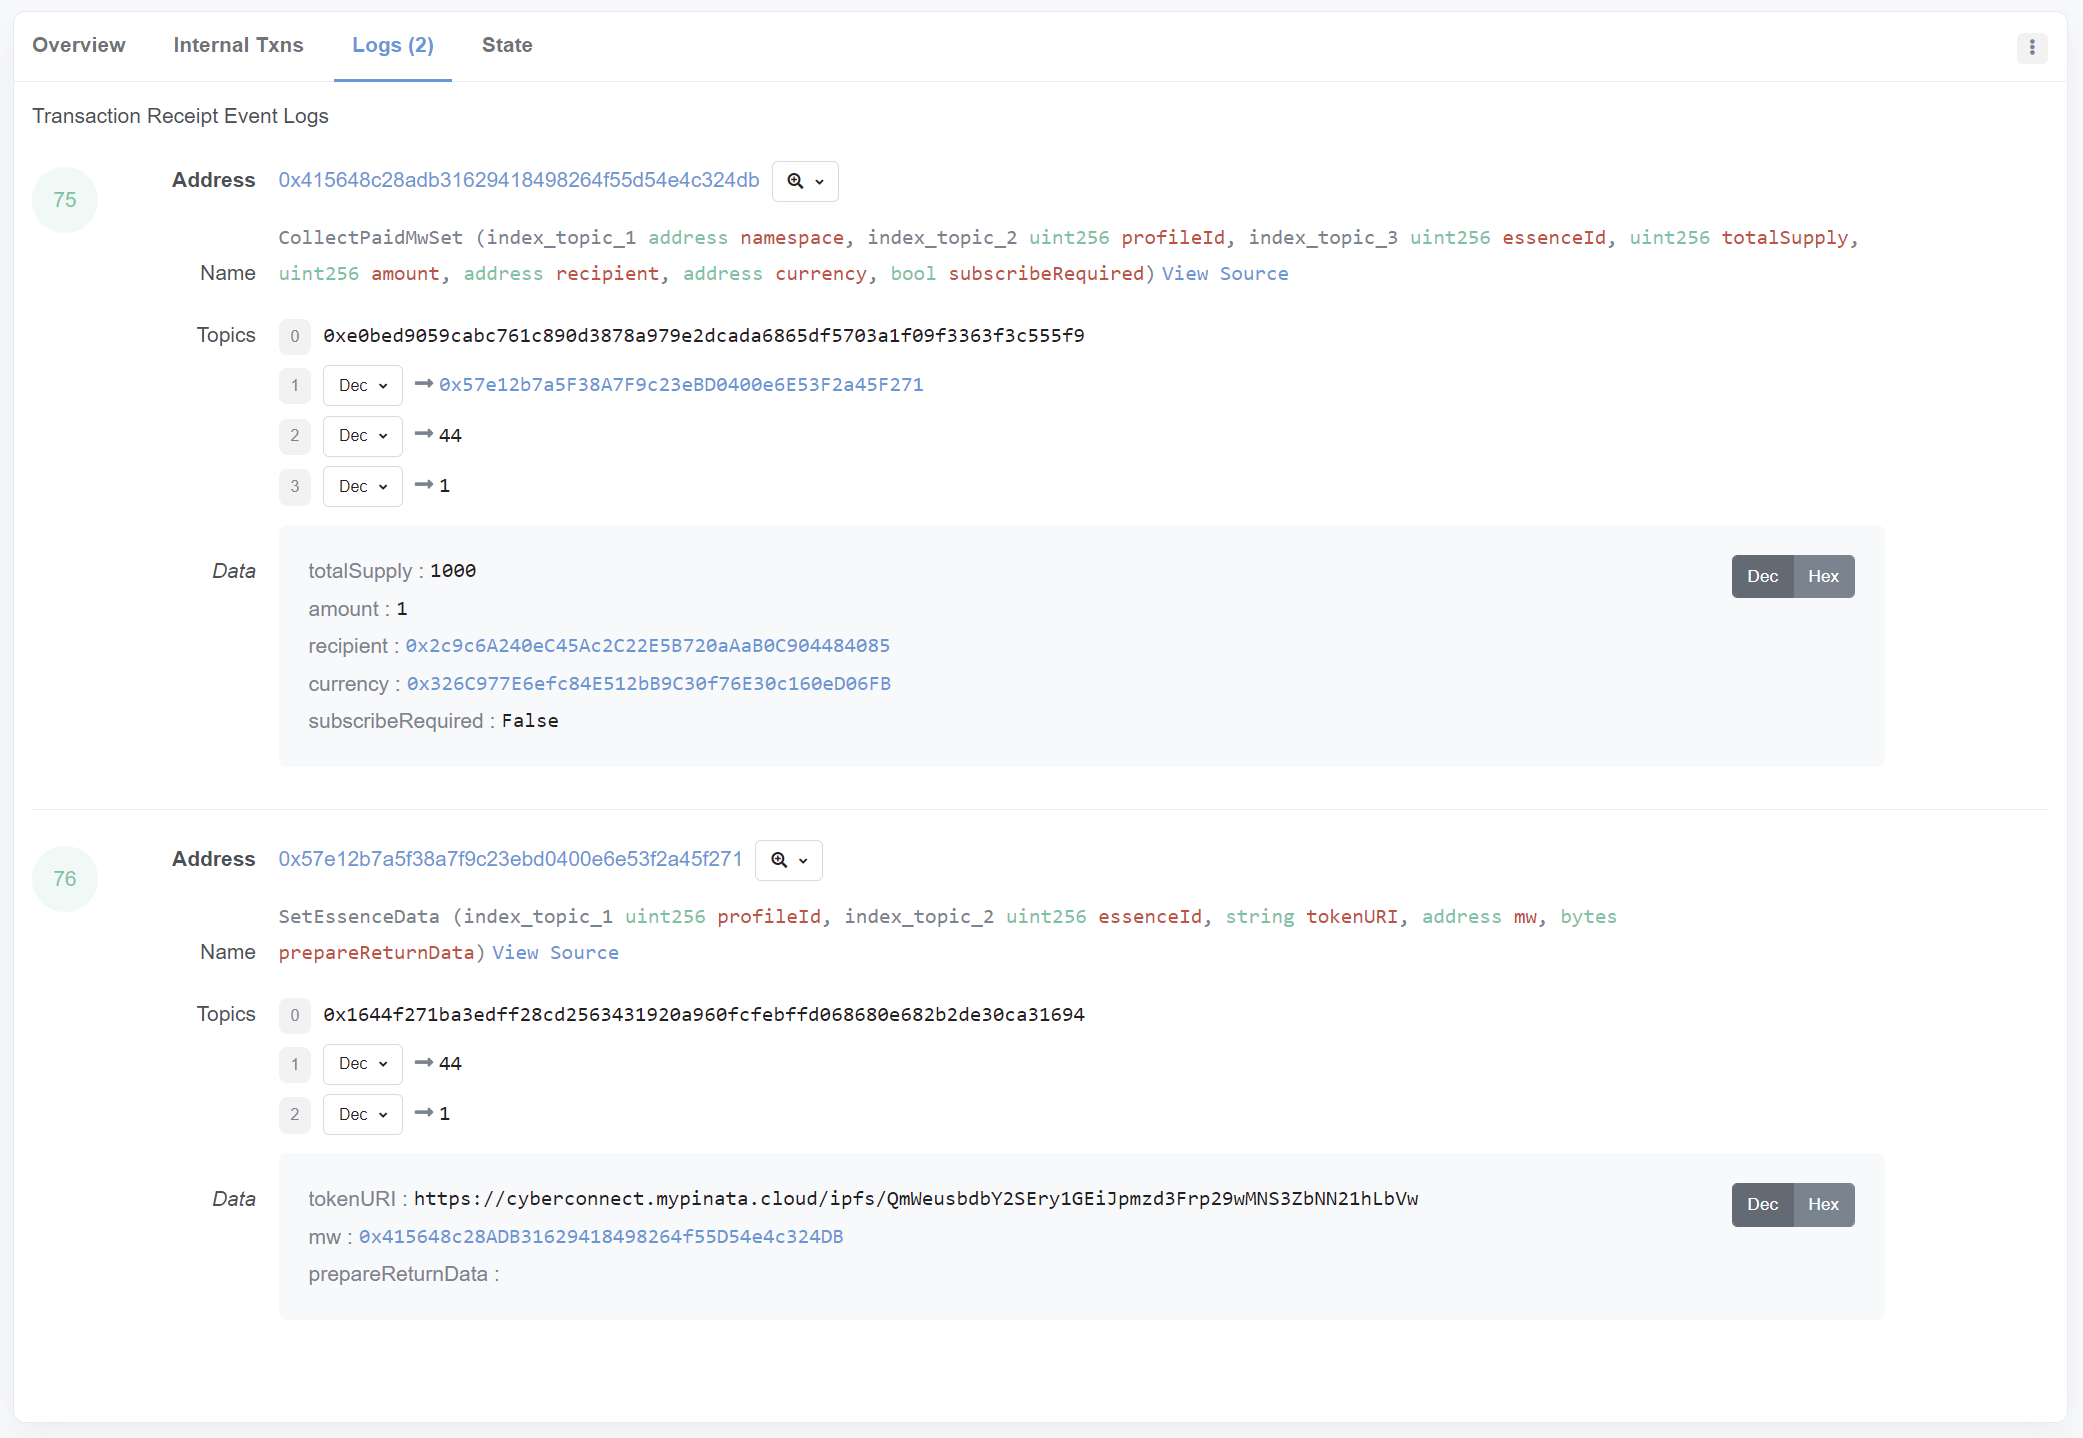 Overview Internal Txns Logs (2) State
Transaction Receipt Event Logs
75 Address 0x415648c28adb31629418498264f55d54e4c324db
CollectPaidMwSet (index_topic_1 address namespace, index_topic_2 uint256 profileId, index_topic_3 uint256 essenceId, uint256 totalSupply,
Name uint256 amount, address recipient, address currency, bool subscribeRequired) View Source
Topics 0 0xe0bed9059cabc761c890d3878a979e2dcada6865df5703a1f09f3363f3c555f9
1 Dec 0x57e12b7a5F38A7F9c23eBD0400e6E53F2a45F271
2 Dec 44
3 Dec 1
Data totalSupply : 1000 Dec Hex
amount : 1
recipient : 0x2c9c6A240eC45Ac2C22E5B720aAaB0C904484085
currency : 0x326C977E6efc84E512bB9C30f76E30c160eD06FB
subscribeRequired : False
76 Address 0x57e12b7a5f38a7f9c23ebd0400e6e53f2a45f271
SetEssenceData (index_topic_1 uint256 profileId, index_topic_2 uint256 essenceId, string tokenURI, address mw, bytes
Name prepareReturnData) View Source
Topics 0 0x1644f271ba3edff28cd2563431920a960fcfebffd068680e682b2de30ca31694
1 Dec 44
2 Dec 1
Data tokenURI : https://cyberconnect.mypinata.cloud/ipfs/QmWeusbdbY2SEry1GEiJpmzd3Frp29wMNS3ZbNN21hLbVw Dec Hex
mw : 0x415648c28ADB31629418498264f55D54e4c324DB
prepareReturnData :